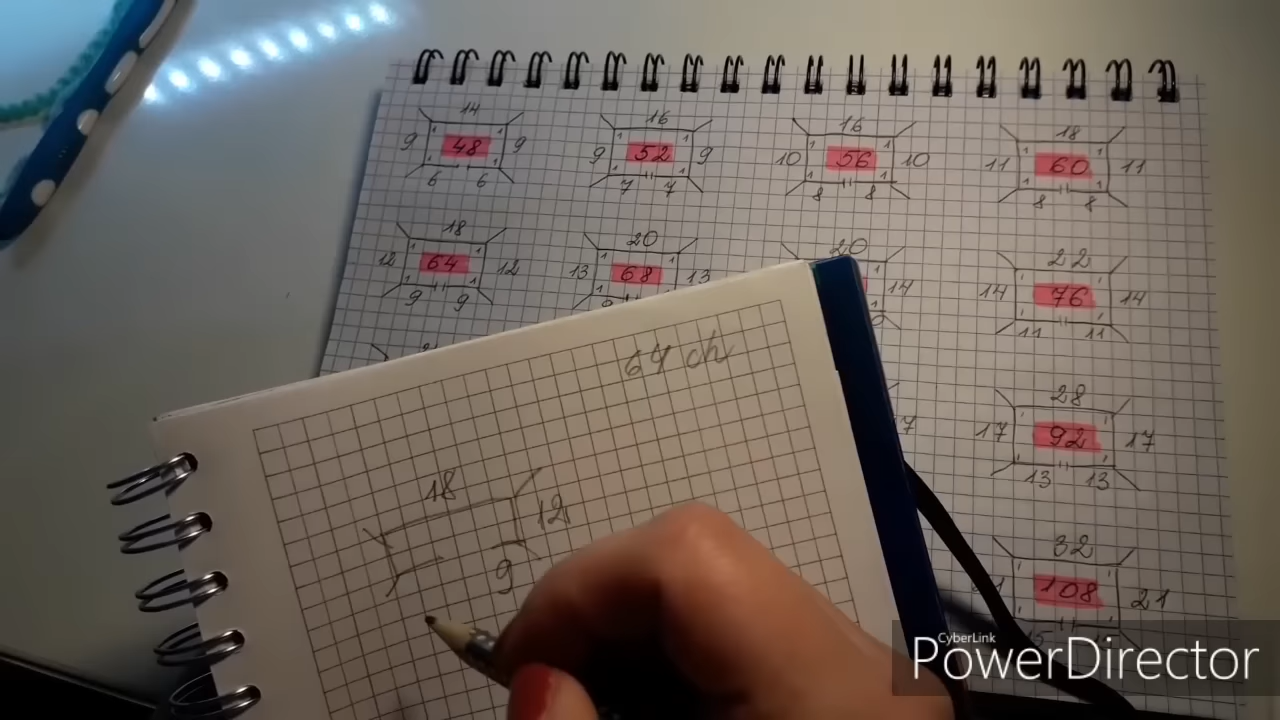 14 16 16 18
9 48 9 9 52 9 10 56 10 11 60 11
6 6 7 7 8 8 8 8
18 20 20 22
12 64 12 13 68 13 14 14 76 14
9 9 11 11
28
17 17 92 17
13 13
32
108 21
64 ch
18
12
9
CyberLink
PowerDirector